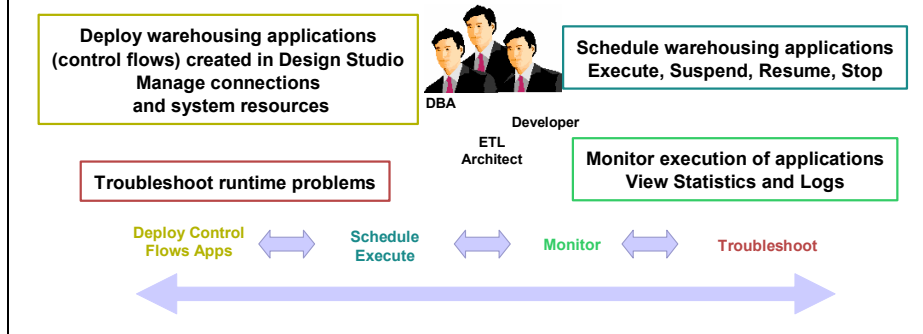 Deploy warehousing applications
(control flows) created in Design Studio
Manage connections
and system resources
Schedule warehousing applications
Execute, Suspend, Resume, Stop
DBA
Developer
ETL
Architect
Troubleshoot runtime problems
Monitor execution of applications
View Statistics and Logs
Deploy Control
Flows Apps
Schedule
Execute
Monitor
Troubleshoot